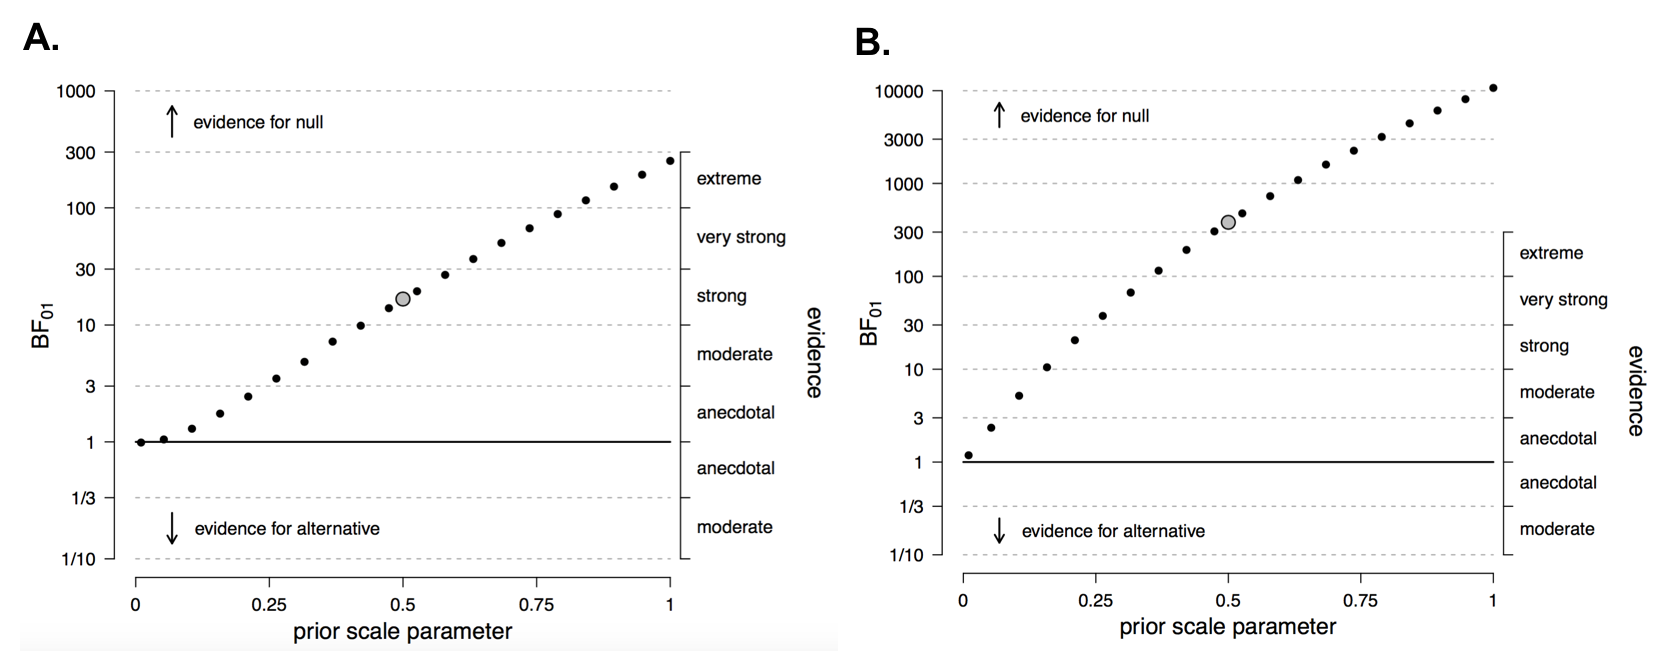 A.
1000
300
100
30
10
3
1
1/3
1/10
BF01
evidence for null
evidence for alternative
extreme
very strong
strong
moderate
anecdotal
anecdotal
moderate
evidence
0 0.25 0.5 0.75 1
prior scale parameter
B.
10000
3000
1000
300
100
30
10
3
1
1/3
1/10
BF01
evidence for null
evidence for alternative
extreme
very strong
strong
moderate
anecdotal
anecdotal
moderate
evidence
0 0.25 0.5 0.75 1
prior scale parameter